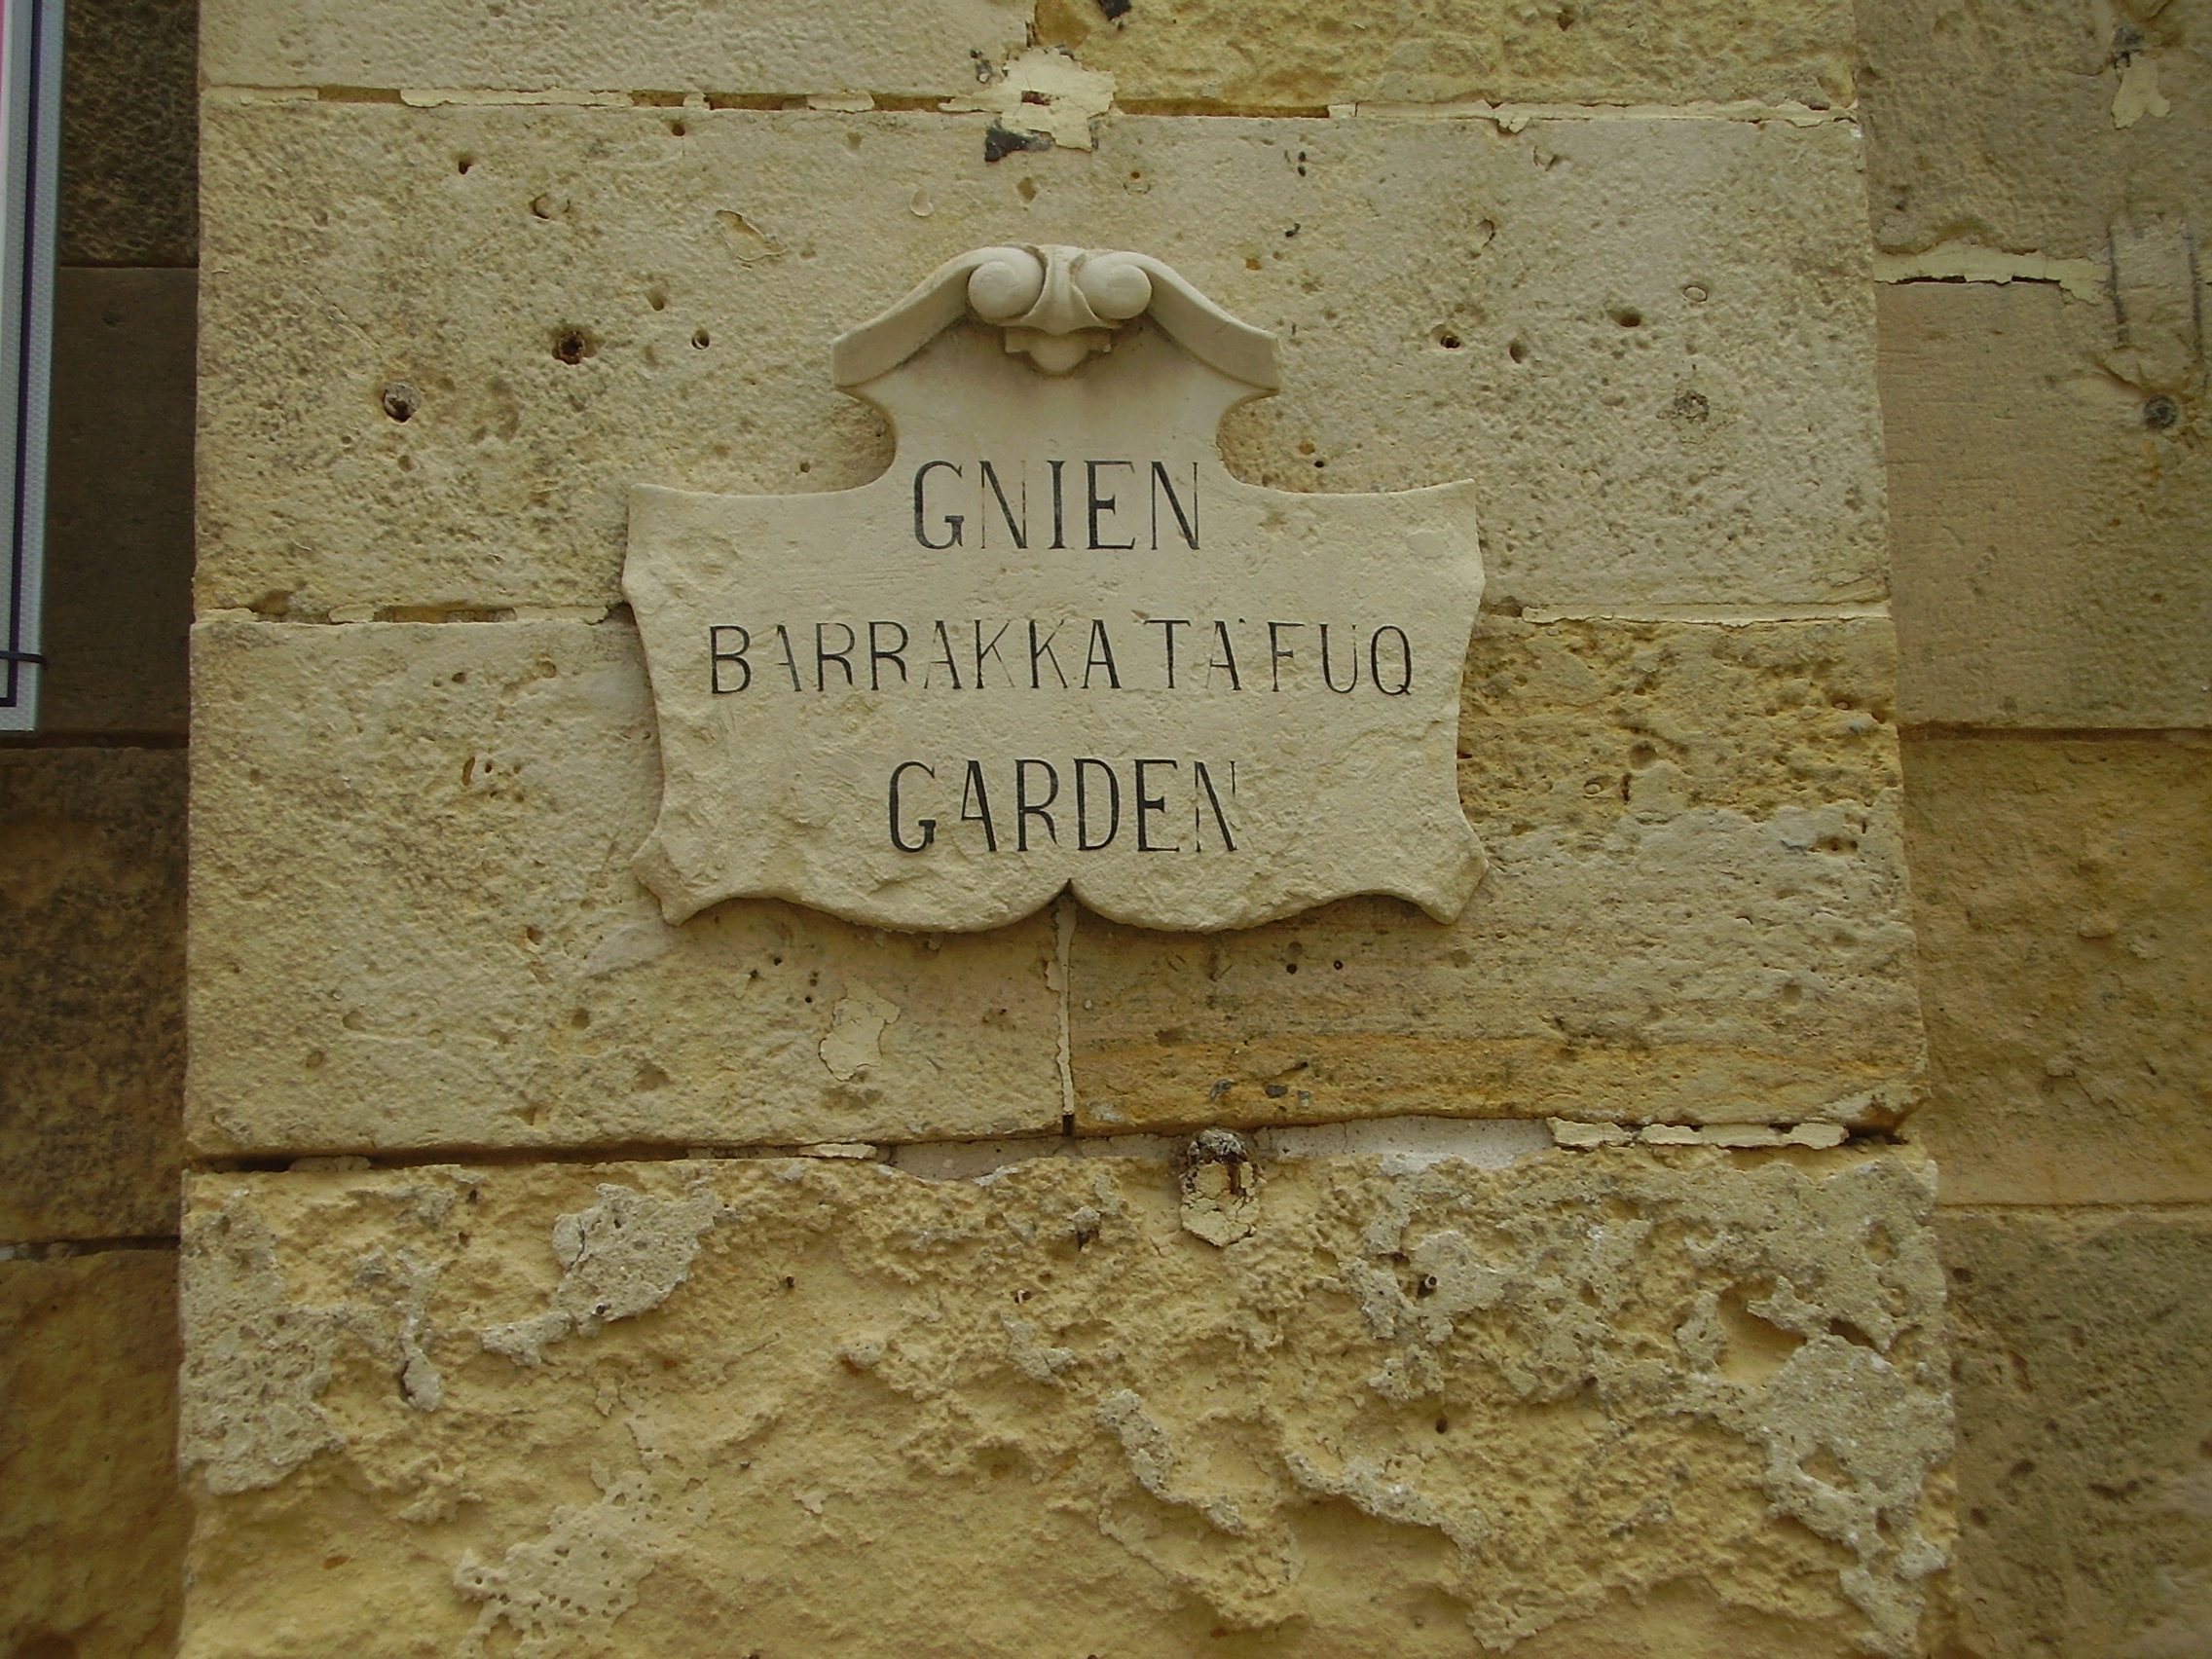 GNIEN
BARRAKKA TA' FUQ
GARDEN